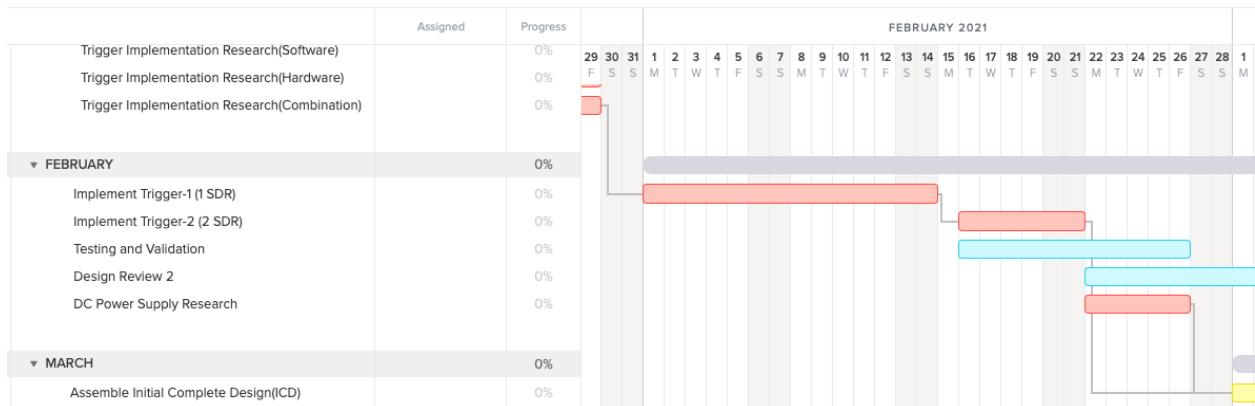 Assigned Progress FEBRUARY 2021
29 30 31 1 2 3 4 5 6 7 8 9 10 11 12 13 14 15 16 17 18 19 20 21 22 23 24 25 26 27 28 1
F S S M T W T F S S M T W T F S S M T W T F S S M T W T F S S M
Trigger Implementation Research(Software) 0%
Trigger Implementation Research(Hardware) 0%
Trigger Implementation Research(Combination) 0%
FEBRUARY 0%
Implement Trigger-1 (1 SDR) 0%
Implement Trigger-2 (2 SDR) 0%
Testing and Validation 0%
Design Review 2 0%
DC Power Supply Research 0%
MARCH 0%
Assemble Initial Complete Design(ICD) 0%